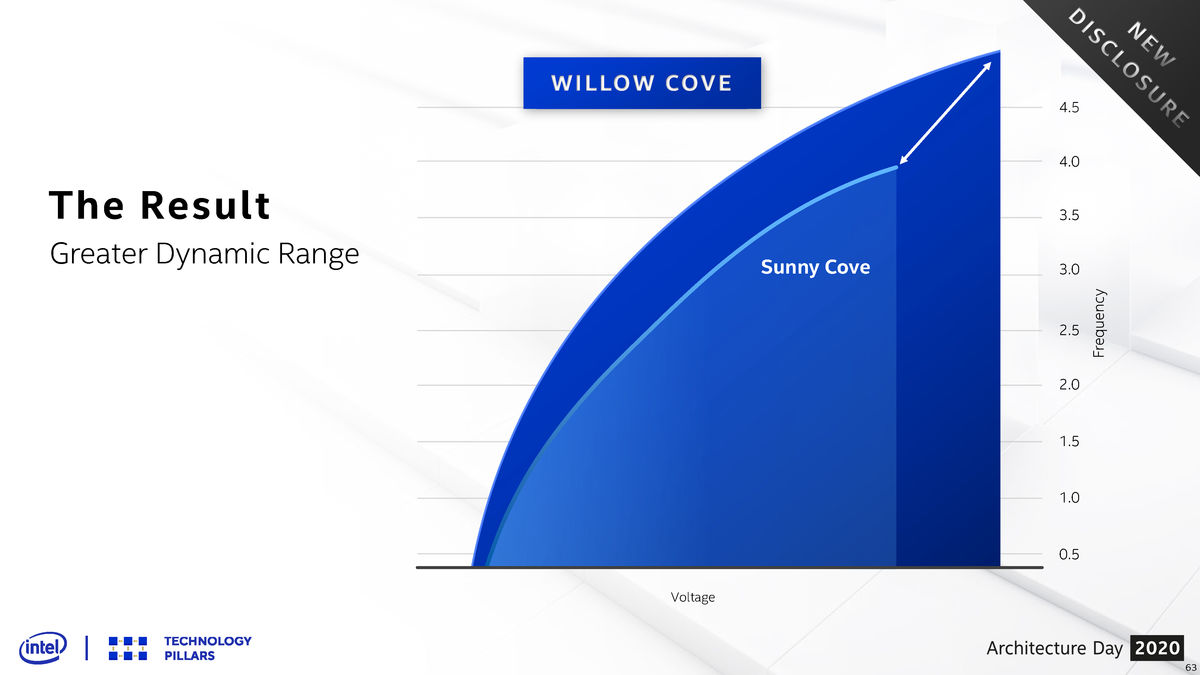 NEW
DISCLOSURE
WILLOW COVE
The Result
Greater Dynamic Range
Sunny Cove
4.5
4.0
3.5
3.0
2.5
2.0
1.5
1.0
0.5
Frequency
Voltage
intel
TECHNOLOGY
PILLARS
Architecture Day 2020
63